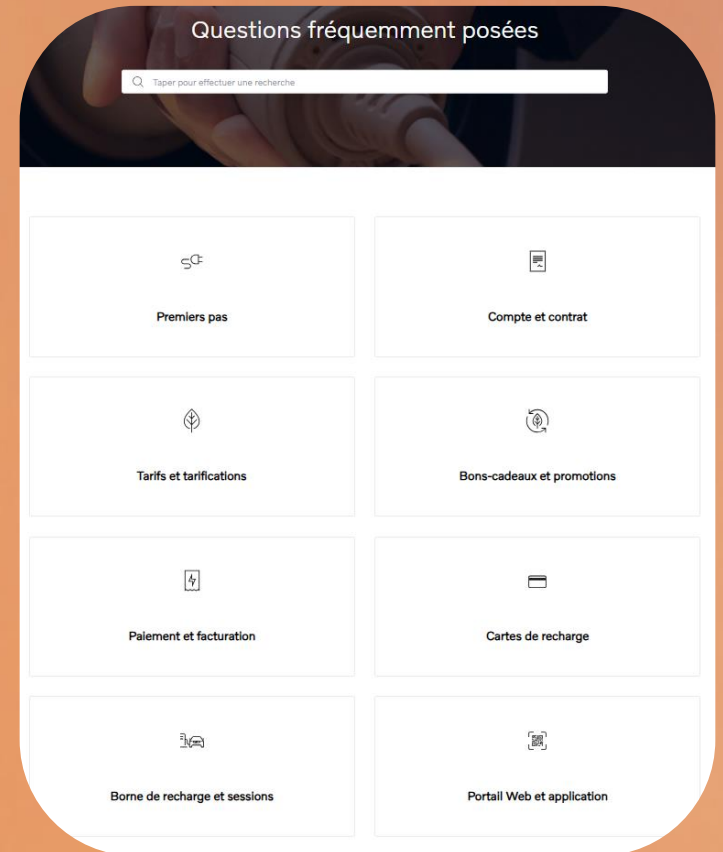 Questions fréquemment posées
Taper pour effectuer une recherche
Premiers pas
Compte et contrat
Tarifs et tarifications
Bons-cadeaux et promotions
Paiement et facturation
Cartes de recharge
Borne de recharge et sessions
Portail Web et application